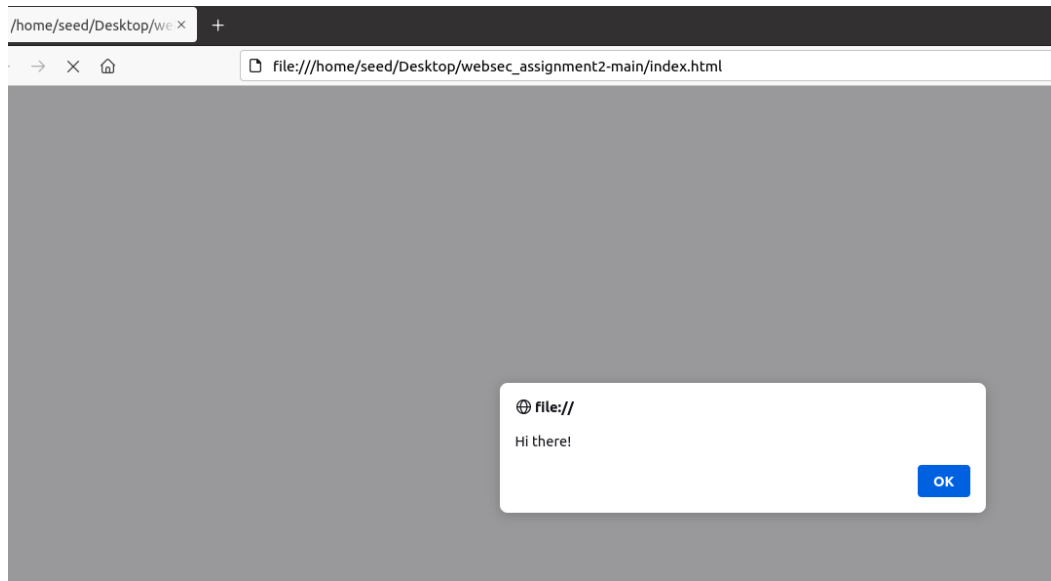 /home/seed/Desktop/we
file:///home/seed/Desktop/websec_assignment2-main/index.html
file://
Hi there!
OK